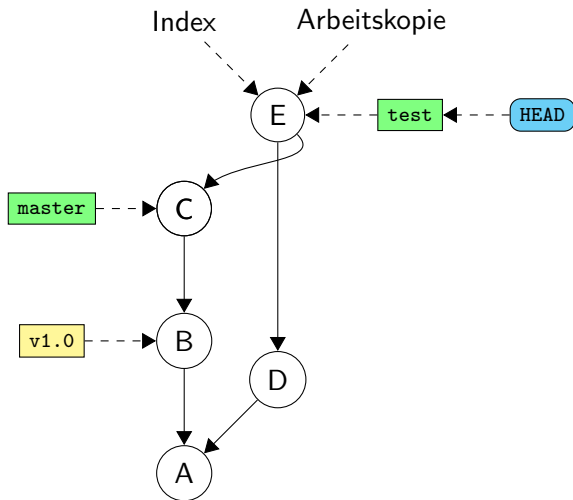 Index
Arbeitskopie
E
test
HEAD
master
C
v1.0
B
D
A